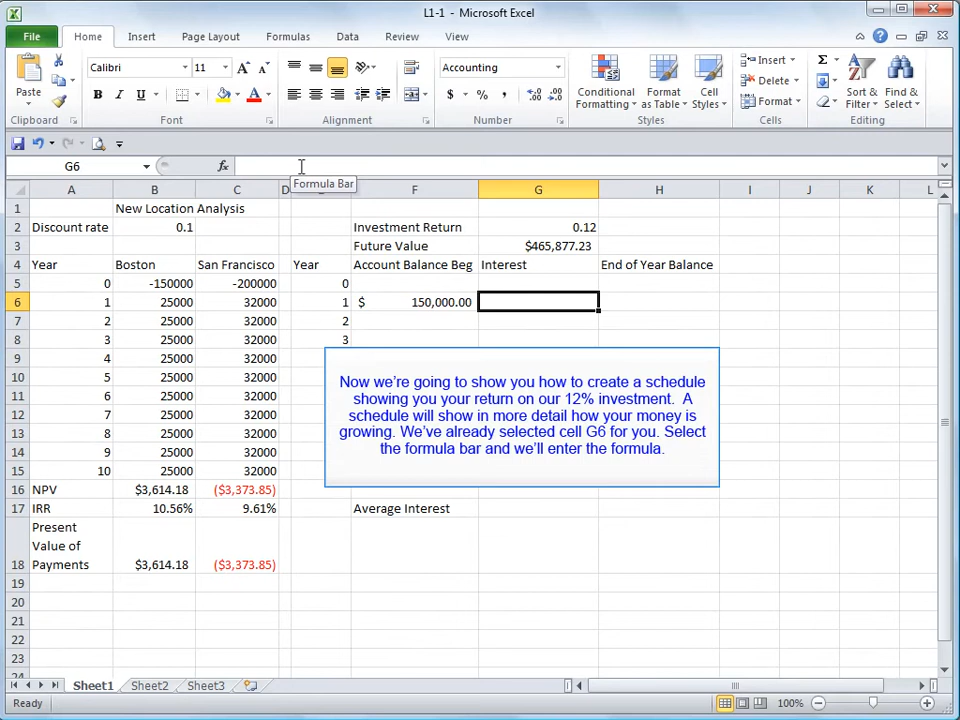 L1-1 - Microsoft Excel
File Home Insert Page Layout Formulas Data Review View
Calibri 11 Accounting
Paste
B I U $ % , .0 .00 .00 .0
Conditional Formatting
Format as Table
Cell Styles
Insert
Delete
Format
Sort & Filter
Find & Select
Clipboard Font Alignment Number Styles Cells Editing
G6 fx
Formula Bar
A B C D F G H I J K L
1 New Location Analysis
2 Discount rate 0.1 Investment Return 0.12
3 Future Value $465,877.23
4 Year Boston San Francisco Year Account Balance Beg Interest End of Year Balance
5 0 -150000 -200000 0
6 1 25000 32000 1 $ 150,000.00
7 2 25000 32000 2
8 3 25000 32000 3
9 4 25000 32000
10 5 25000 32000
11 6 25000 32000
12 7 25000 32000
13 8 25000 32000
14 9 25000 32000
15 10 25000 32000
16 NPV $3,614.18 ($3,373.85)
17 IRR 10.56% 9.61% Average Interest
Present
Value of
18 Payments $3,614.18 ($3,373.85)
19
20
21
22
23
24
Now we're going to show you how to create a schedule
showing you your return on our 12% investment. A
schedule will show in more detail how your money is
growing. We've already selected cell G6 for you. Select
the formula bar and we'll enter the formula.
Sheet1 Sheet2 Sheet3
Ready 100%